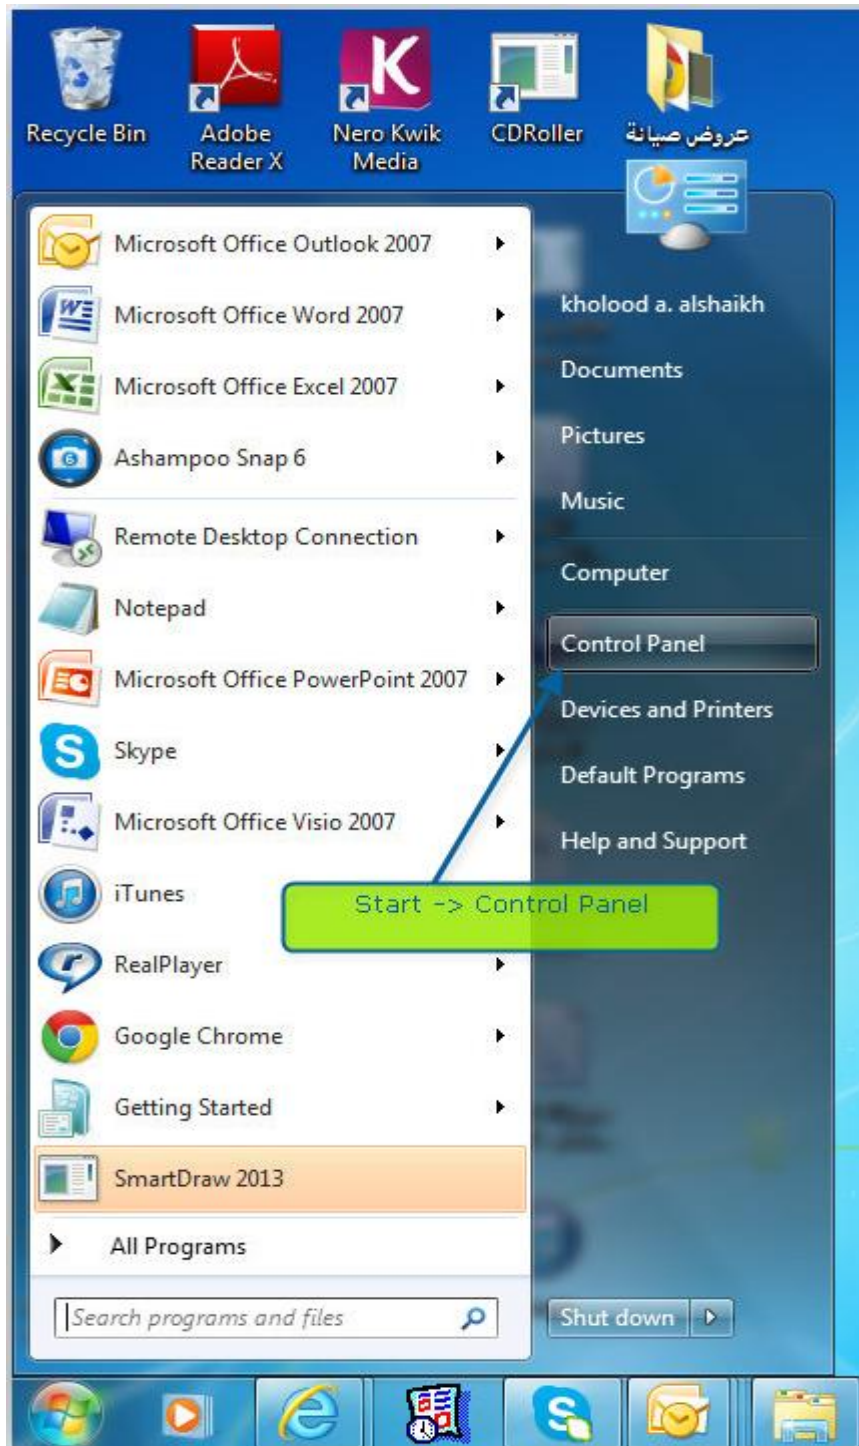 Recycle Bin
Adobe
Reader X
Nero Kwik
Media
CDRoller
عروض صيانة
Microsoft Office Outlook 2007
Microsoft Office Word 2007
Microsoft Office Excel 2007
Ashampoo Snap 6
Remote Desktop Connection
Notepad
Microsoft Office PowerPoint 2007
Skype
Microsoft Office Visio 2007
iTunes
RealPlayer
Google Chrome
Getting Started
SmartDraw 2013
All Programs
Search programs and files
kholood a. alshaikh
Documents
Pictures
Music
Computer
Control Panel
Devices and Printers
Default Programs
Help and Support
Start -> Control Panel
Shut down